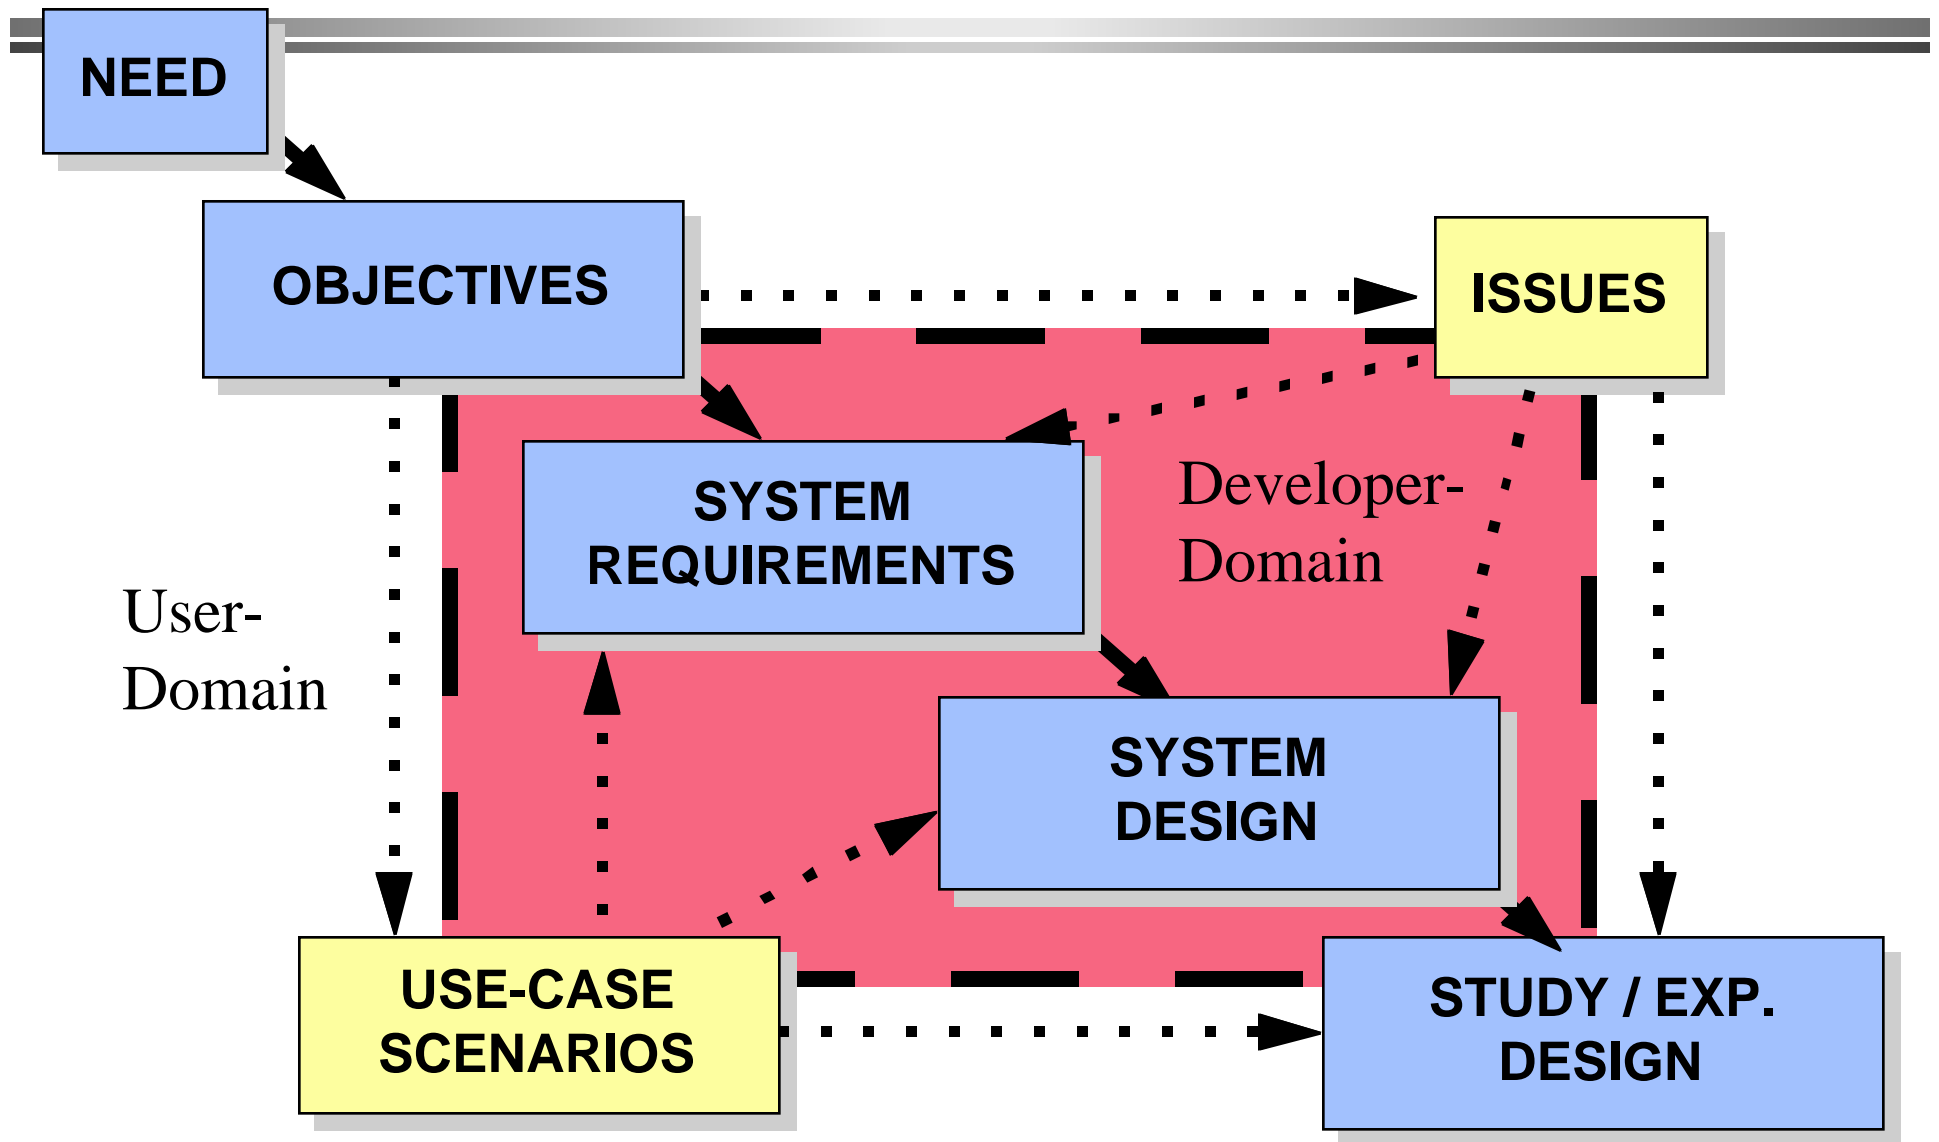 NEED
OBJECTIVES
ISSUES
SYSTEM
REQUIREMENTS
Developer-
Domain
User-
Domain
SYSTEM
DESIGN
USE-CASE
SCENARIOS
STUDY / EXP.
DESIGN